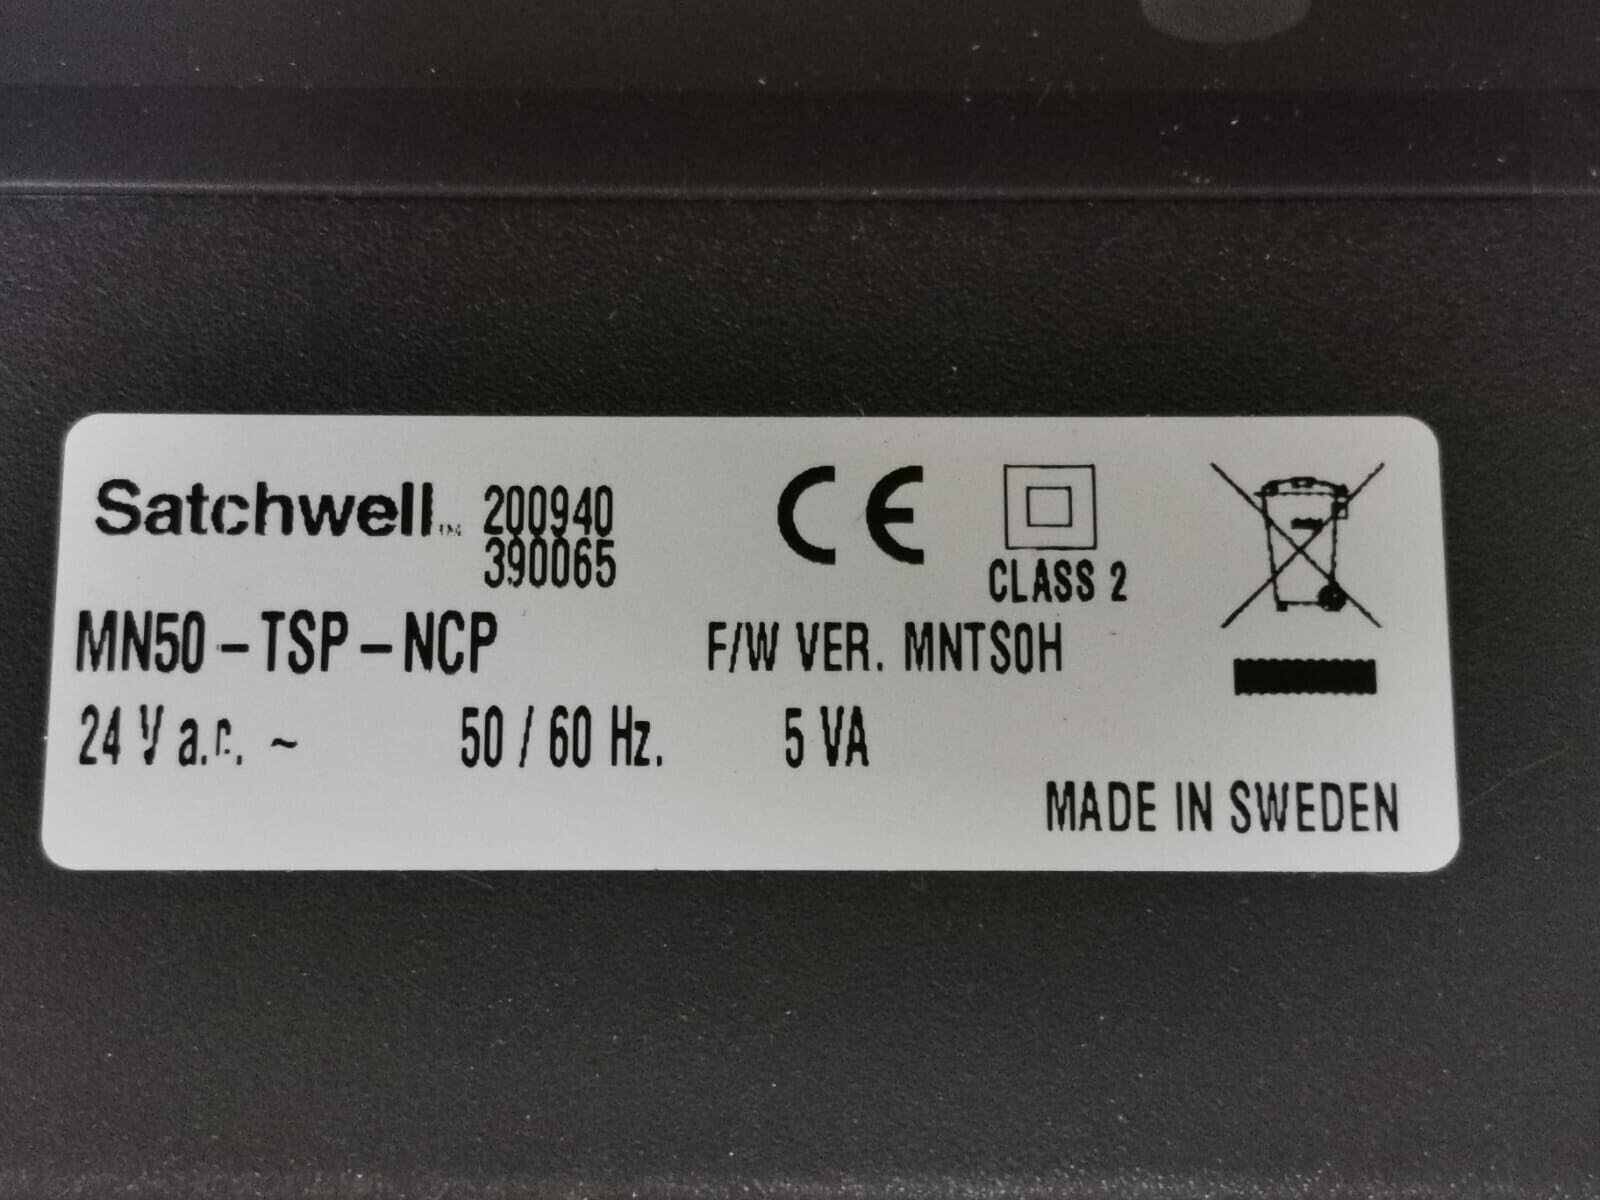 Satchwell™ 200940
390065
CE
CLASS 2
MN50-TSP-NCP F/W VER. MNTS0H
24 V a.c. ~ 50 / 60 Hz. 5 VA
MADE IN SWEDEN